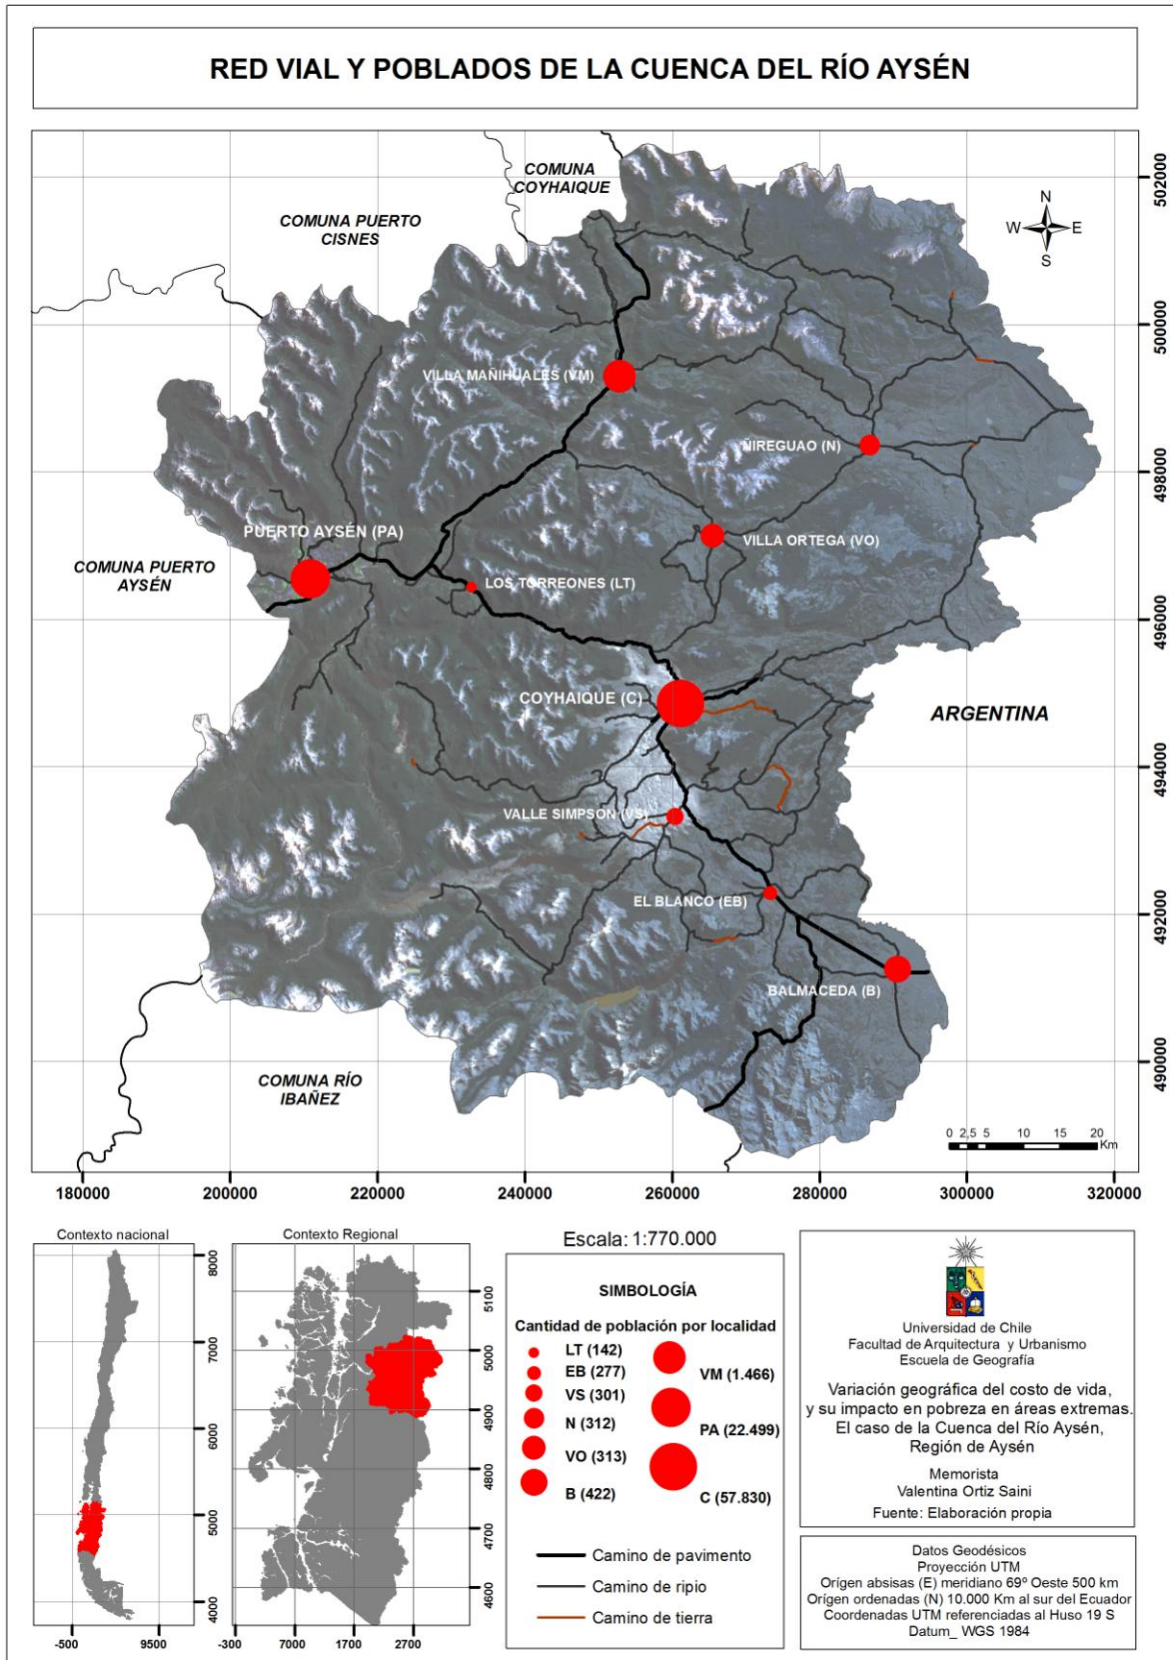 RED VIAL Y POBLADOS DE LA CUENCA DEL RÍO AYSÉN
COMUNA
COYHAIQUE
COMUNA PUERTO
CISNES
N
W
E
S
502000
500000
498000
496000
494000
492000
490000
VILLA MAÑIHUALES (VM)
ÑIREGUAO (N)
PUERTO AYSÉN (PA)
VILLA ORTEGA (VO)
COMUNA PUERTO
AYSÉN
LOS TORREONES (LT)
COYHAIQUE (C)
ARGENTINA
VALLE SIMPSON (VS)
EL BLANCO (EB)
BALMACEDA (B)
COMUNA RÍO
IBAÑEZ
0 2,5 5 10 15 20
Km
180000 200000 220000 240000 260000 280000 300000 320000
Contexto nacional
8000
7000
6000
5000
4000
-500 9500
Contexto Regional
5100
5000
4900
4800
4700
4600
-300 7000 1700 2700
Escala: 1:770.000
SIMBOLOGÍA
Cantidad de población por localidad
LT (142)
EB (277)
VS (301)
N (312)
VO (313)
B (422)
VM (1.466)
PA (22.499)
C (57.830)
Camino de pavimento
Camino de ripio
Camino de tierra
Universidad de Chile
Facultad de Arquitectura y Urbanismo
Escuela de Geografía
Variación geográfica del costo de vida,
y su impacto en pobreza en áreas extremas.
El caso de la Cuenca del Río Aysén,
Región de Aysén
Memorista
Valentina Ortiz Saini
Fuente: Elaboración propia
Datos Geodésicos
Proyección UTM
Orígen absisas (E) meridiano 69º Oeste 500 km
Orígen ordenadas (N) 10.000 Km al sur del Ecuador
Coordenadas UTM referenciadas al Huso 19 S
Datum_ WGS 1984